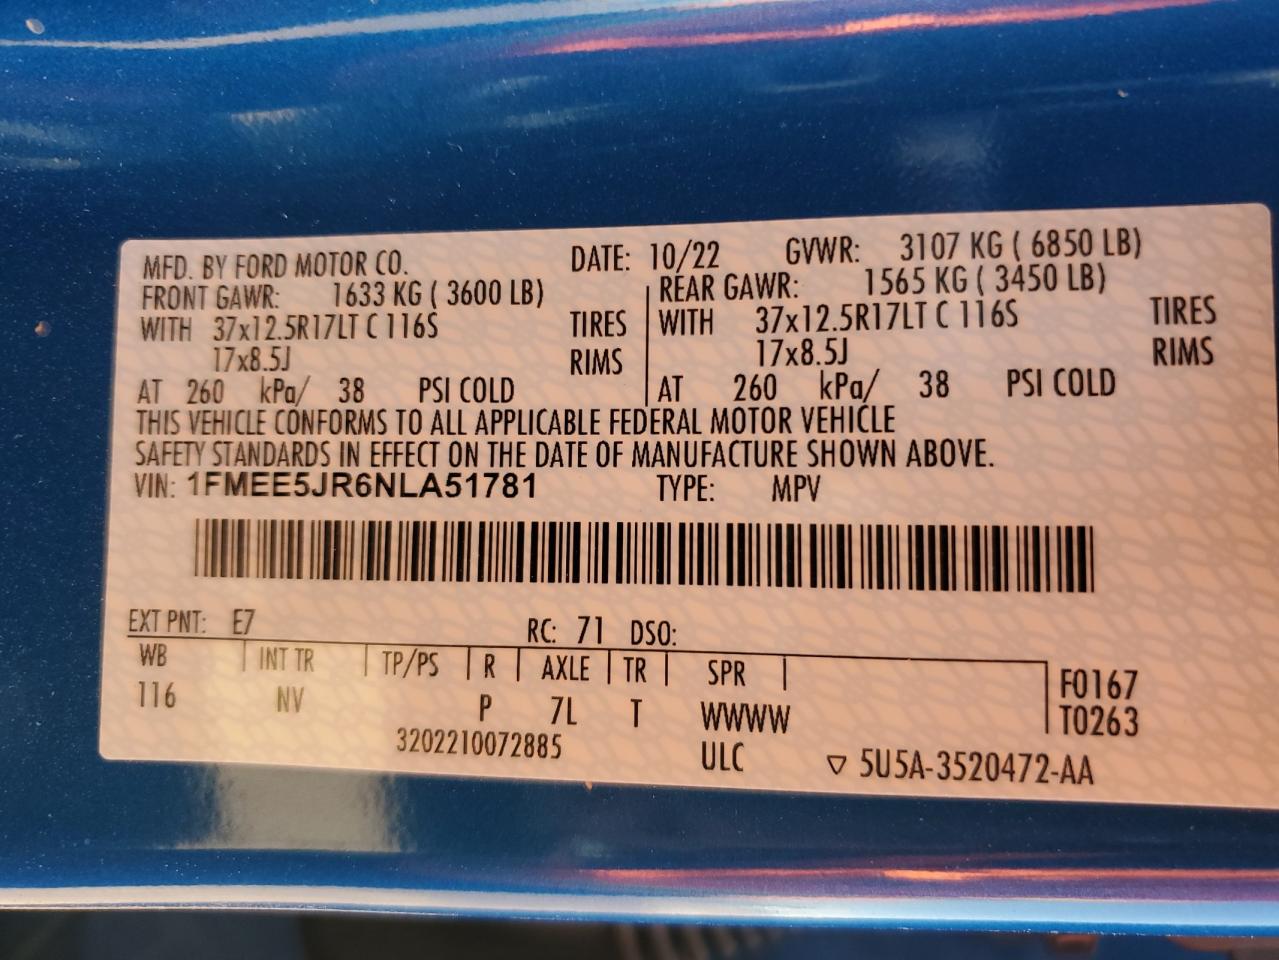 MFD. BY FORD MOTOR CO. DATE: 10/22 GVWR: 3107 KG ( 6850 LB)
FRONT GAWR: 1633 KG ( 3600 LB) REAR GAWR: 1565 KG ( 3450 LB)
WITH 37x12.5R17LT C 116S TIRES WITH 37x12.5R17LT C 116S TIRES
17x8.5J RIMS 17x8.5J RIMS
AT 260 kPa/ 38 PSI COLD AT 260 kPa/ 38 PSI COLD
THIS VEHICLE CONFORMS TO ALL APPLICABLE FEDERAL MOTOR VEHICLE
SAFETY STANDARDS IN EFFECT ON THE DATE OF MANUFACTURE SHOWN ABOVE.
VIN: 1FMEE5JR6NLA51781 TYPE: MPV
EXT PNT: E7 RC: 71 DSO:
WB INT TR TP/PS R AXLE TR SPR F0167
116 NV P 7L T WWWW T0263
3202210072885 ULC ▽ 5U5A-3520472-AA